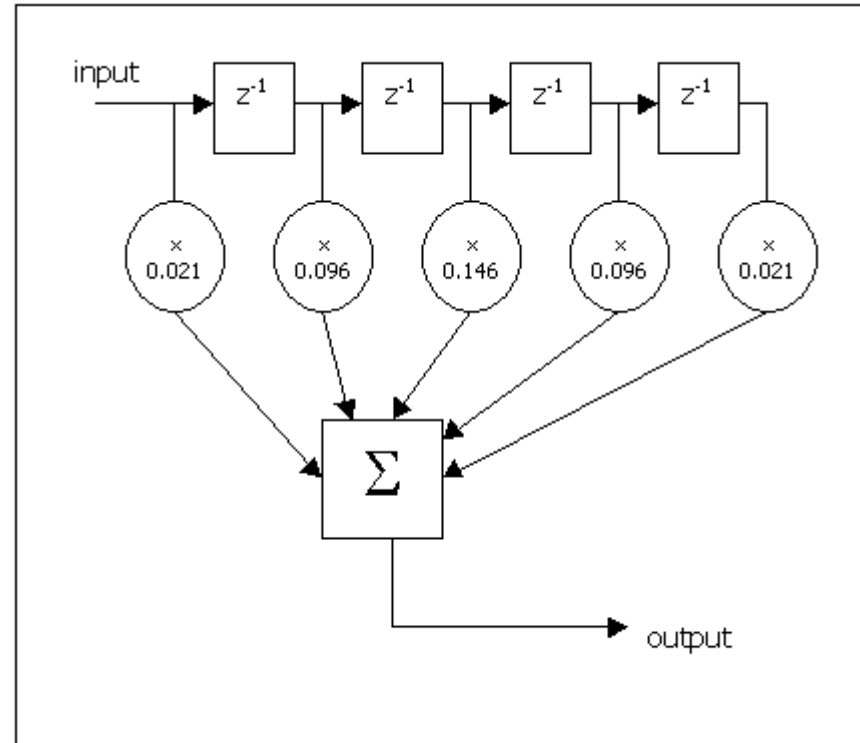 input
z⁻¹
z⁻¹
z⁻¹
z⁻¹
×
0.021
×
0.096
×
0.146
×
0.096
×
0.021
Σ
output